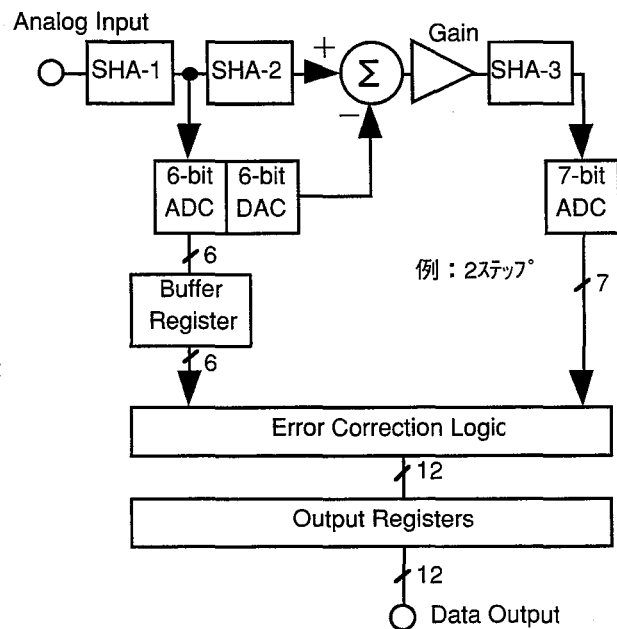 Analog Input
SHA-1
SHA-2
+
Σ
−
Gain
SHA-3
6-bit
ADC
6-bit
DAC
7-bit
ADC
6
例：2ステップ
7
Buffer
Register
6
Error Correction Logic
12
Output Registers
12
Data Output